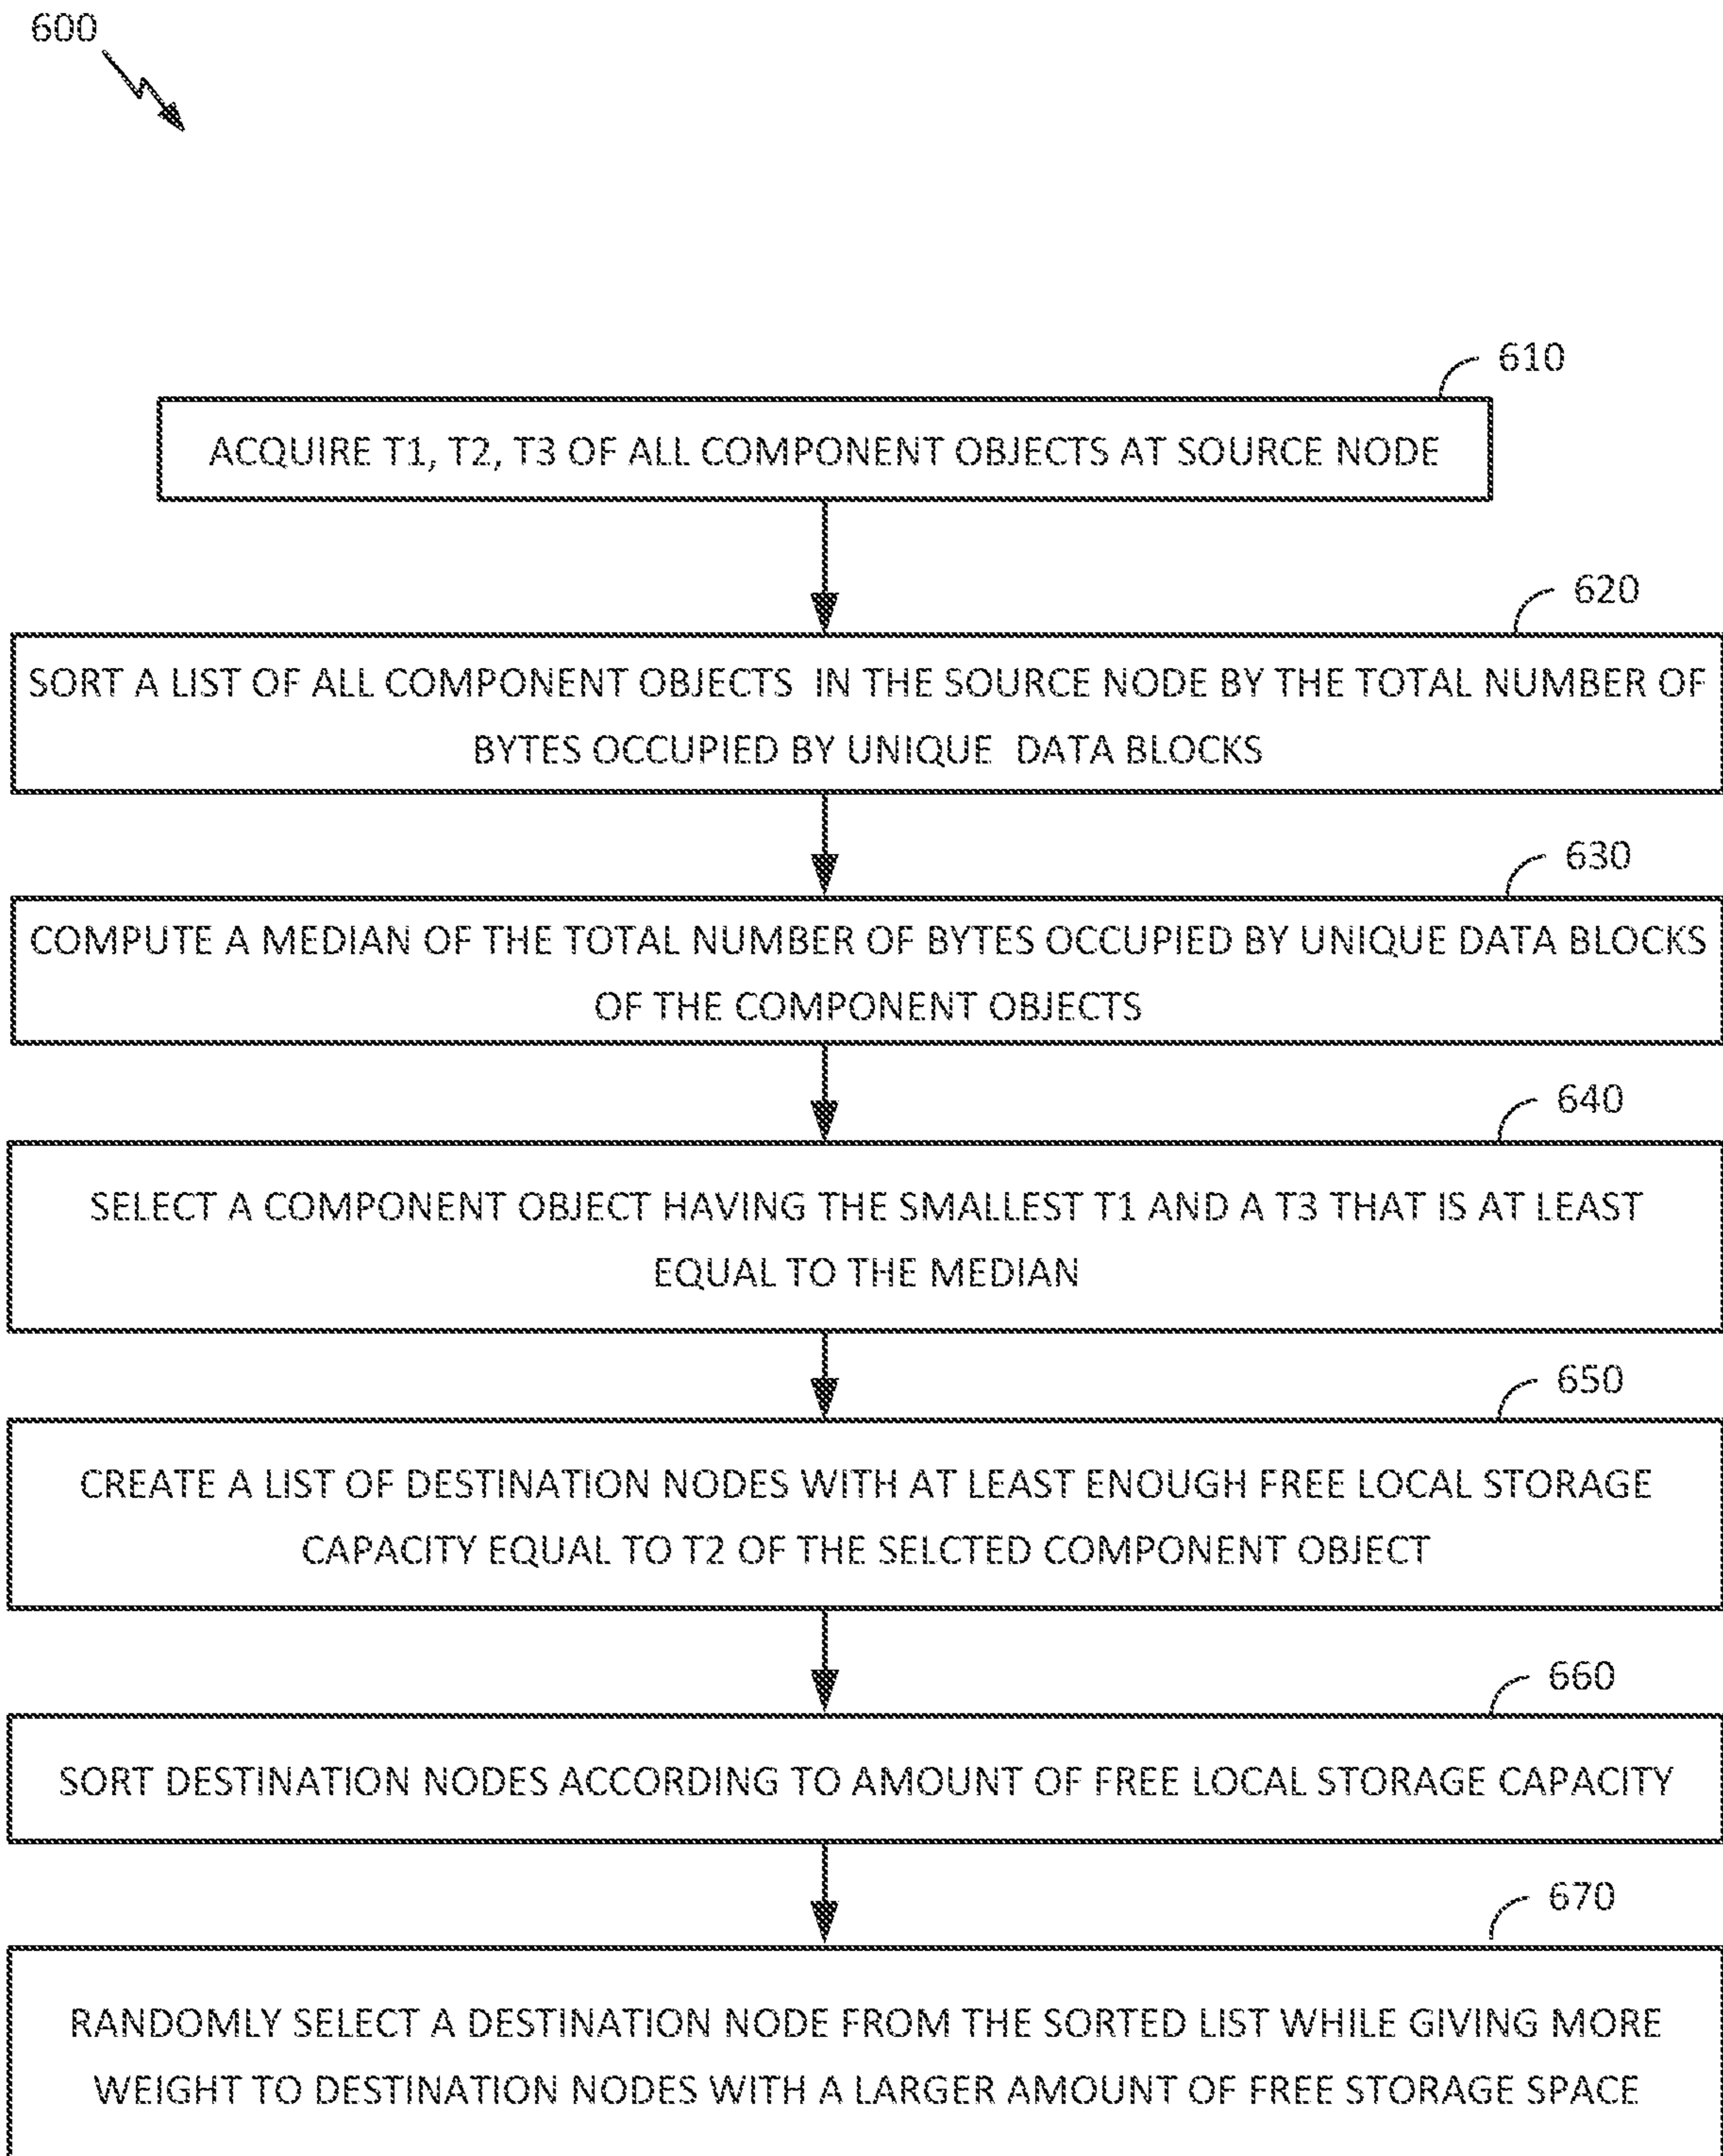 600
610
ACQUIRE T1, T2, T3 OF ALL COMPONENT OBJECTS AT SOURCE NODE
620
SORT A LIST OF ALL COMPONENT OBJECTS IN THE SOURCE NODE BY THE TOTAL NUMBER OF
BYTES OCCUPIED BY UNIQUE DATA BLOCKS
630
COMPUTE A MEDIAN OF THE TOTAL NUMBER OF BYTES OCCUPIED BY UNIQUE DATA BLOCKS
OF THE COMPONENT OBJECTS
640
SELECT A COMPONENT OBJECT HAVING THE SMALLEST T1 AND A T3 THAT IS AT LEAST
EQUAL TO THE MEDIAN
650
CREATE A LIST OF DESTINATION NODES WITH AT LEAST ENOUGH FREE LOCAL STORAGE
CAPACITY EQUAL TO T2 OF THE SELCTED COMPONENT OBJECT
660
SORT DESTINATION NODES ACCORDING TO AMOUNT OF FREE LOCAL STORAGE CAPACITY
670
RANDOMLY SELECT A DESTINATION NODE FROM THE SORTED LIST WHILE GIVING MORE
WEIGHT TO DESTINATION NODES WITH A LARGER AMOUNT OF FREE STORAGE SPACE